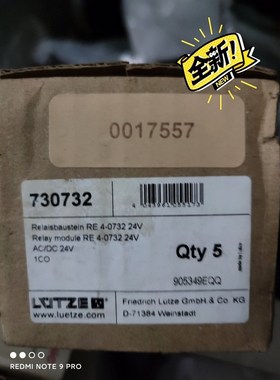 全新!
0017557
730732
Relaisbaustein RE 4-0732 24V
Relay module RE 4-0732 24V
AC/DC 24V
1CO
Qty 5
905349EQQ
LÜTZE
www.luetze.com
Friedrich Lütze GmbH & Co. KG
D-71384 Weinstadt
REDMI NOTE 9 PRO